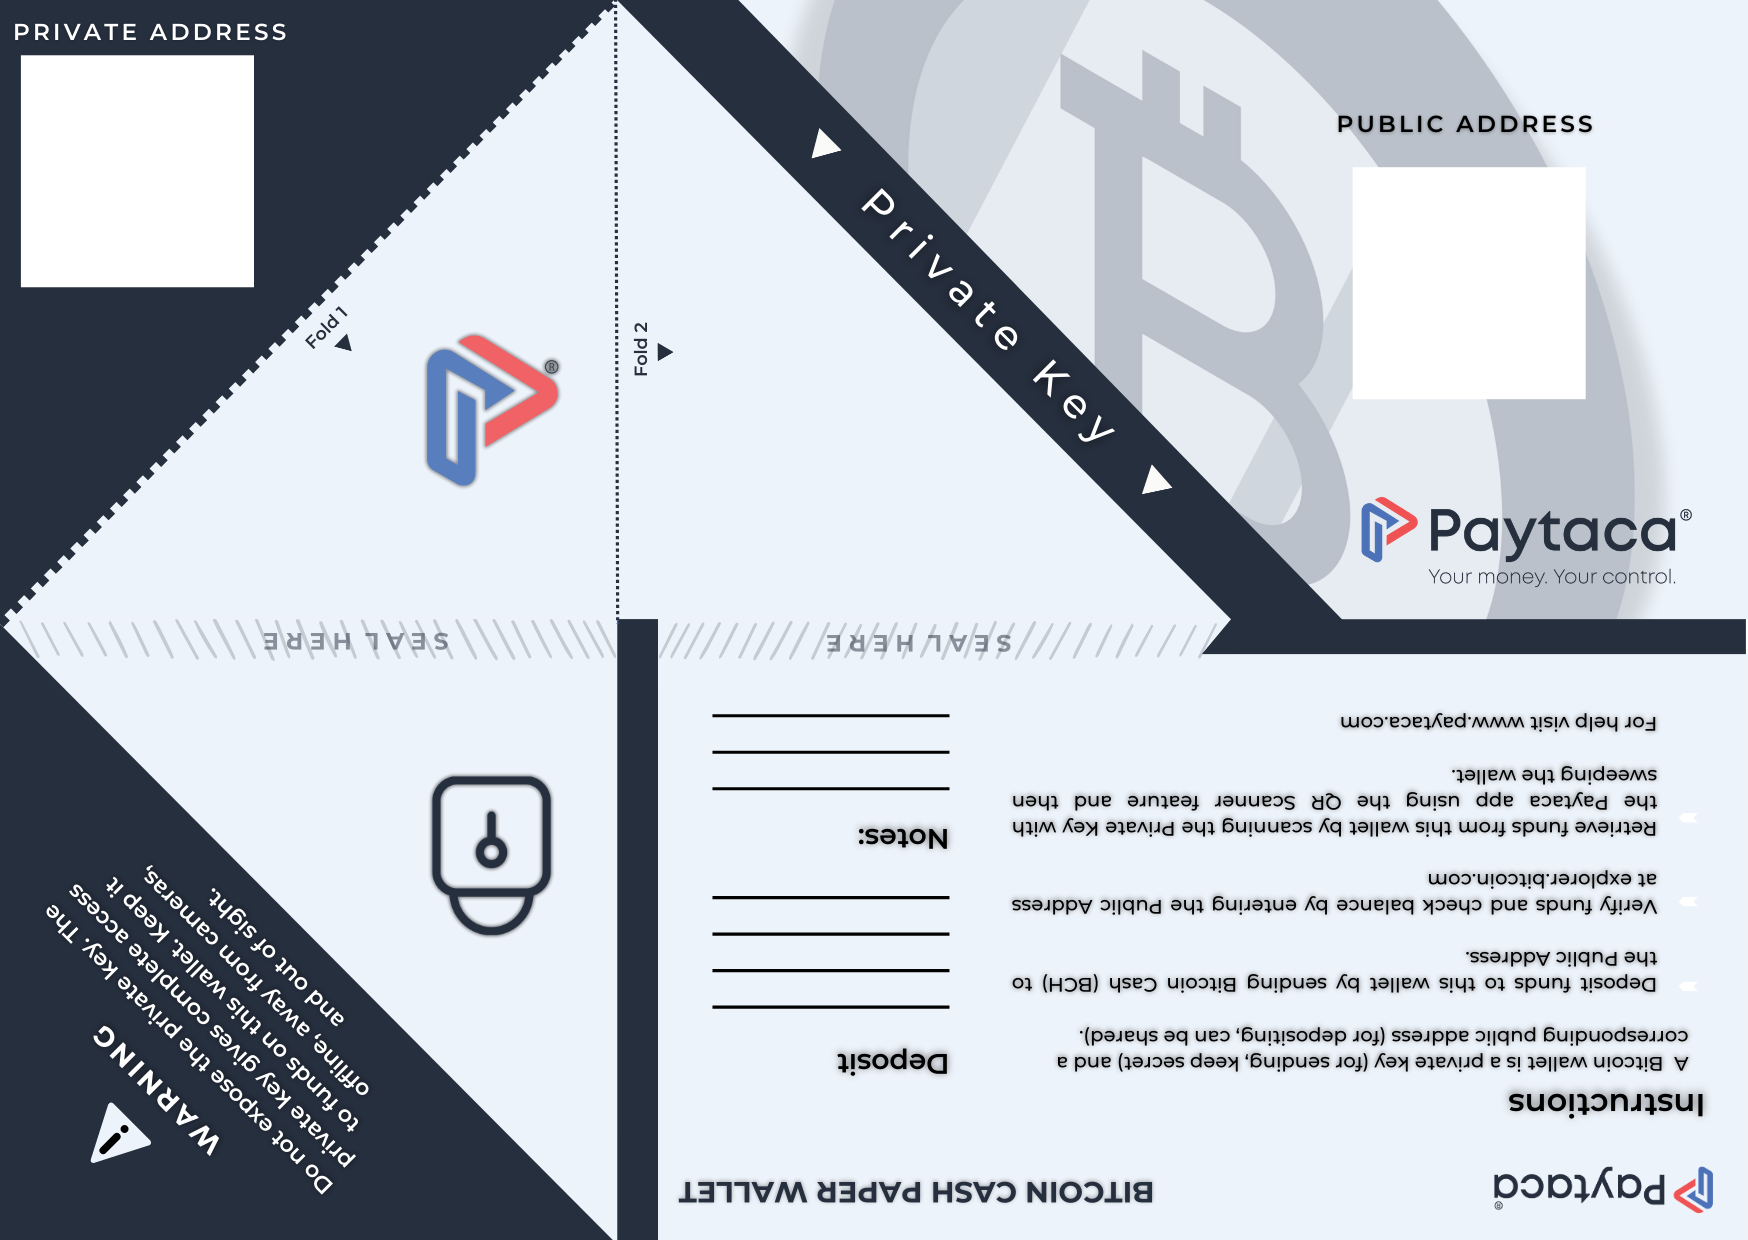 PRIVATE ADDRESS
Fold 1
®
Fold 2
Private Key
PUBLIC ADDRESS
Paytaca®
Your money. Your control.
SEAL HERE
SEAL HERE
WARNING
Do not expose the private key. The
private key gives complete access
to funds on this wallet. Keep it
offline, away from cameras,
and out of sight.
Paytaca®
BITCOIN CASH PAPER WALLET
Instructions
A Bitcoin wallet is a private key (for sending, keep secret) and a
corresponding public address (for depositing, can be shared).
Deposit funds to this wallet by sending Bitcoin Cash (BCH) to
the Public Address.
Verify funds and check balance by entering the Public Address
at explorer.bitcoin.com
Retrieve funds from this wallet by scanning the Private Key with
the Paytaca app using the QR Scanner feature and then
sweeping the wallet.
For help visit www.paytaca.com
Deposit
Notes: